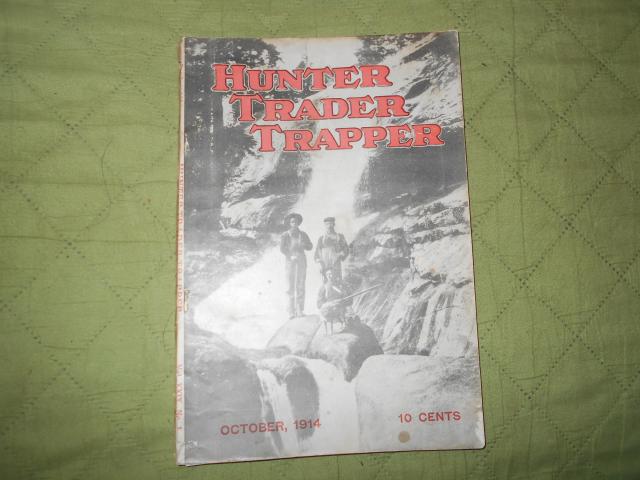 HUNTER
TRADER
TRAPPER
OCTOBER, 1914
10 CENTS